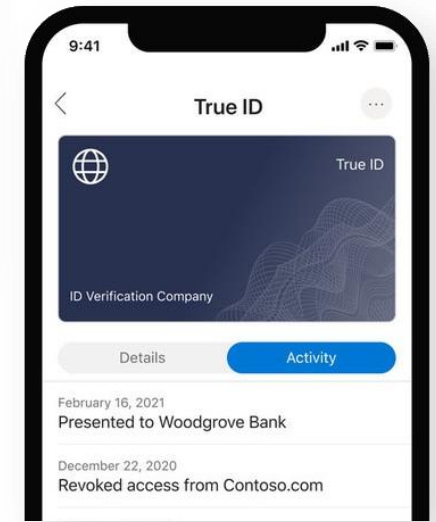 9:41
True ID
...
True ID
ID Verification Company
Details
Activity
February 16, 2021
Presented to Woodgrove Bank
December 22, 2020
Revoked access from Contoso.com